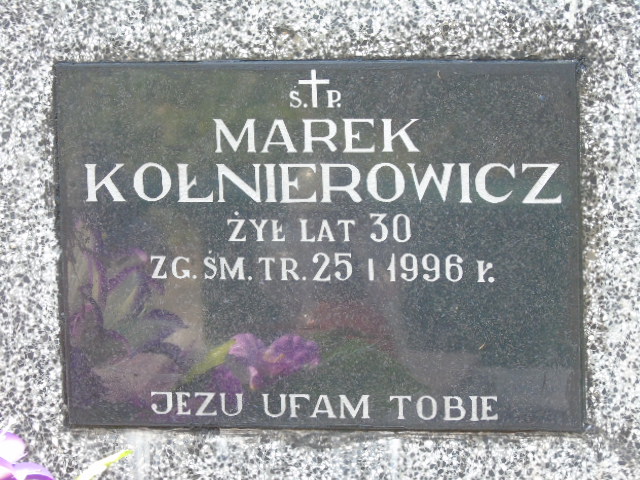 Ś.†P.
MAREK
KOŁNIEROWICZ
ŻYŁ LAT 30
ZG. ŚM. TR. 25 I 1996 r.
JEZU UFAM TOBIE